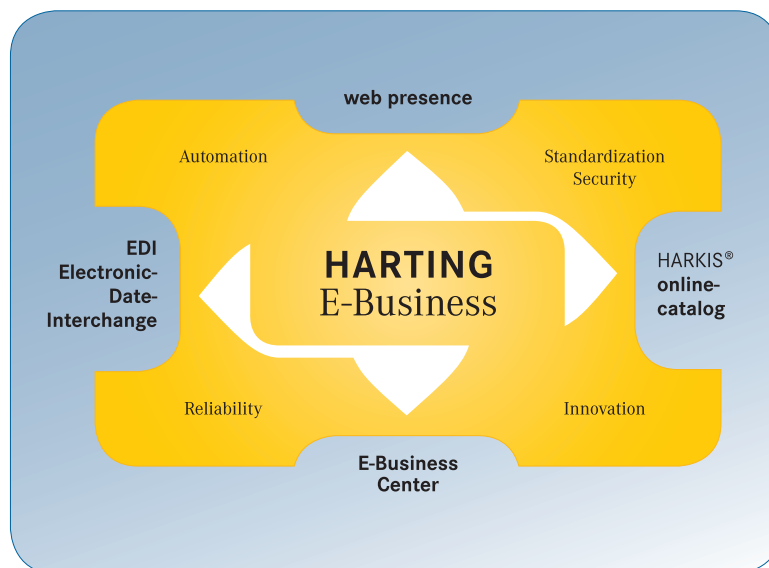 web presence
Automation
Standardization
Security
EDI
Electronic-
Date-
Interchange
HARTING
E-Business
HARKIS®
online-
catalog
Reliability
Innovation
E-Business
Center